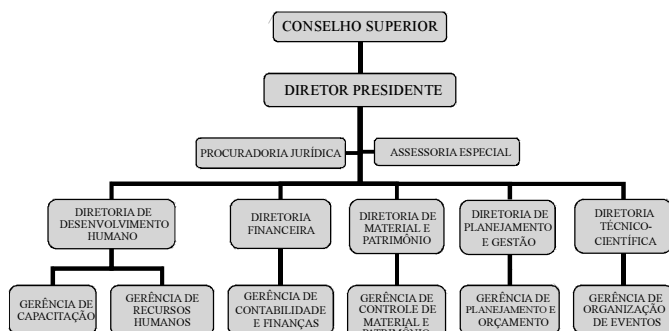 CONSELHO SUPERIOR
DIRETOR PRESIDENTE
PROCURADORIA JURÍDICA
ASSESSORIA ESPECIAL
DIRETORIA DE
DESENVOLVIMENTO
HUMANO
DIRETORIA
FINANCEIRA
DIRETORIA DE
MATERIAL E
PATRIMÔNIO
DIRETORIA DE
PLANEJAMENTO
E GESTÃO
DIRETORIA
TÉCNICO-
CIENTÍFICA
GERÊNCIA DE
CAPACITAÇÃO
GERÊNCIA DE
RECURSOS
HUMANOS
GERÊNCIA DE
CONTABILIDADE
E FINANÇAS
GERÊNCIA DE
CONTROLE DE
MATERIAL E
PATRIMÔNIO
GERÊNCIA DE
PLANEJAMENTO E
ORÇAMENTO
GERÊNCIA DE
ORGANIZAÇÃO
DE EVENTOS